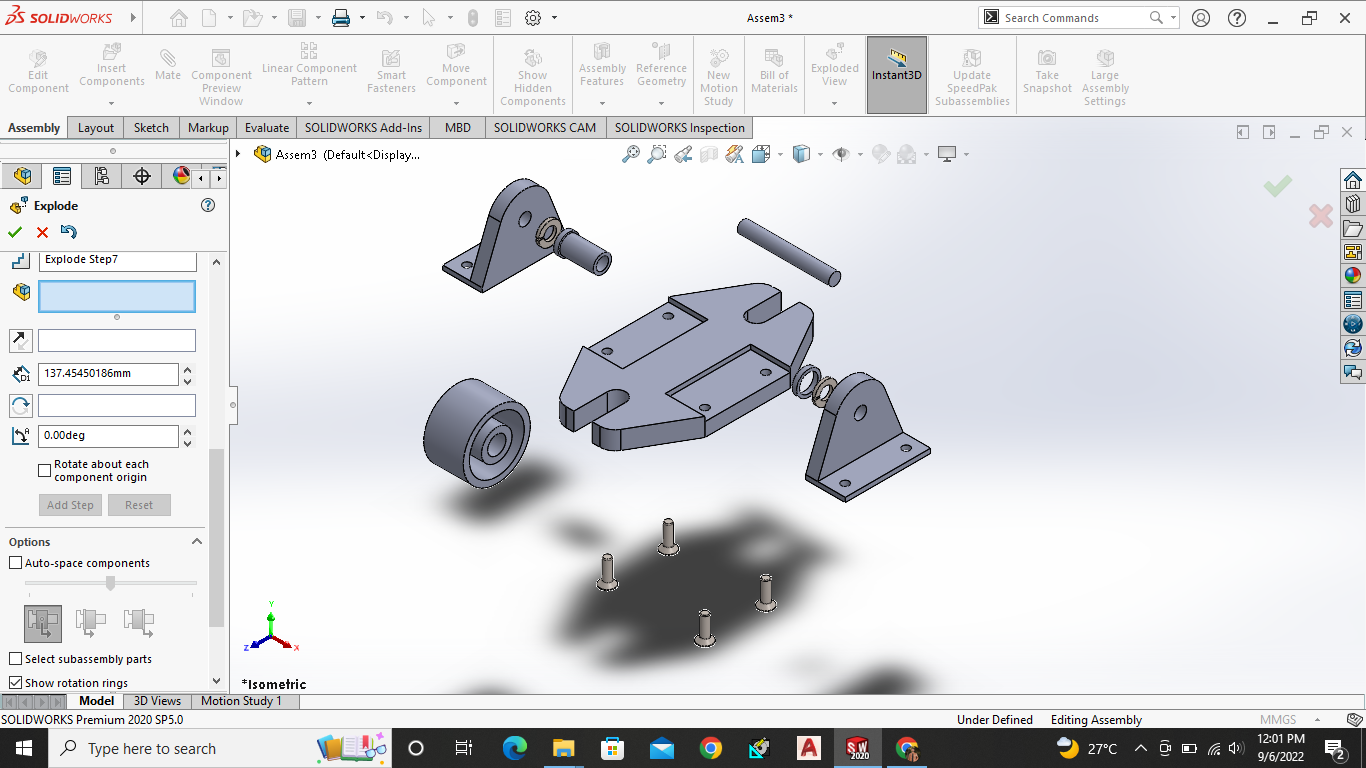 SOLIDWORKS
Assem3 *
Search Commands
Edit
Component
Insert
Components
Mate
Component
Preview
Window
Linear Component
Pattern
Smart
Fasteners
Move
Component
Show
Hidden
Components
Assembly
Features
Reference
Geometry
New
Motion
Study
Bill of
Materials
Exploded
View
Instant3D
Update
SpeedPak
Subassemblies
Take
Snapshot
Large
Assembly
Settings
Assembly
Layout
Sketch
Markup
Evaluate
SOLIDWORKS Add-Ins
MBD
SOLIDWORKS CAM
SOLIDWORKS Inspection
Assem3 (Default<Display...
Explode
Explode Step7
D1
137.45450186mm
0.00deg
Rotate about each
component origin
Add Step
Reset
Options
Auto-space components
Select subassembly parts
Show rotation rings
Y
Z
X
*Isometric
Model
3D Views
Motion Study 1
SOLIDWORKS Premium 2020 SP5.0
Under Defined
Editing Assembly
MMGS
Type here to search
A
SW
2020
27°C
12:01 PM
9/6/2022
2